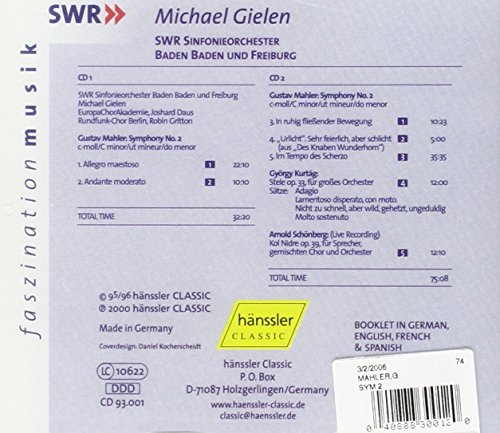 SWR»
Michael Gielen
SWR SINFONIEORCHESTER
BADEN BADEN UND FREIBURG
faszination musik
CD 1
SWR Sinfonieorchester Baden Baden und Freiburg
Michael Gielen
EuropaChorAkademie, Joshard Daus
Rundfunk-Chor Berlin, Robin Gritton
Gustav Mahler: Symphony No. 2
c-moll/C minor/ut mineur/do menor
1. Allegro maestoso 1 22:10
2. Andante moderato 2 10:10
TOTAL TIME 32:20
CD 2
Gustav Mahler: Symphony No. 2
c-moll/C minor/ut mineur/do menor
3. In ruhig fließender Bewegung 1 10:23
4. „Urlicht". Sehr feierlich, aber schlicht 2 5:00
(aus „Des Knaben Wunderhorn")
5. Im Tempo des Scherzo 3 35:35
György Kurtág:
Stele op. 33, für großes Orchester 4 12:00
Sätze: Adagio
Lamentoso disperato, con moto.
Nicht zu schnell, aber wild, gehetzt, ungeduldig
Molto sostenuto
Arnold Schönberg: (Live Recording)
Kol Nidre op. 39, für Sprecher,
gemischten Chor und Orchester 5 12:10
TOTAL TIME 75:08
© 95/96 hänssler CLASSIC
℗ 2000 hänssler CLASSIC
Made in Germany
Coverdesign: Daniel Kocherscheidt
LC 10622
DDD
CD 93.001
hänssler
CLASSIC
hänssler Classic
P.O. Box
D-71087 Holzgerlingen/Germany
www.haenssler-classic.de
classic@haenssler.de
BOOKLET IN GERMAN,
ENGLISH, FRENCH
& SPANISH
3/2/2006 74
MAHLER,G.
SYM 2
0 40888 30012 0